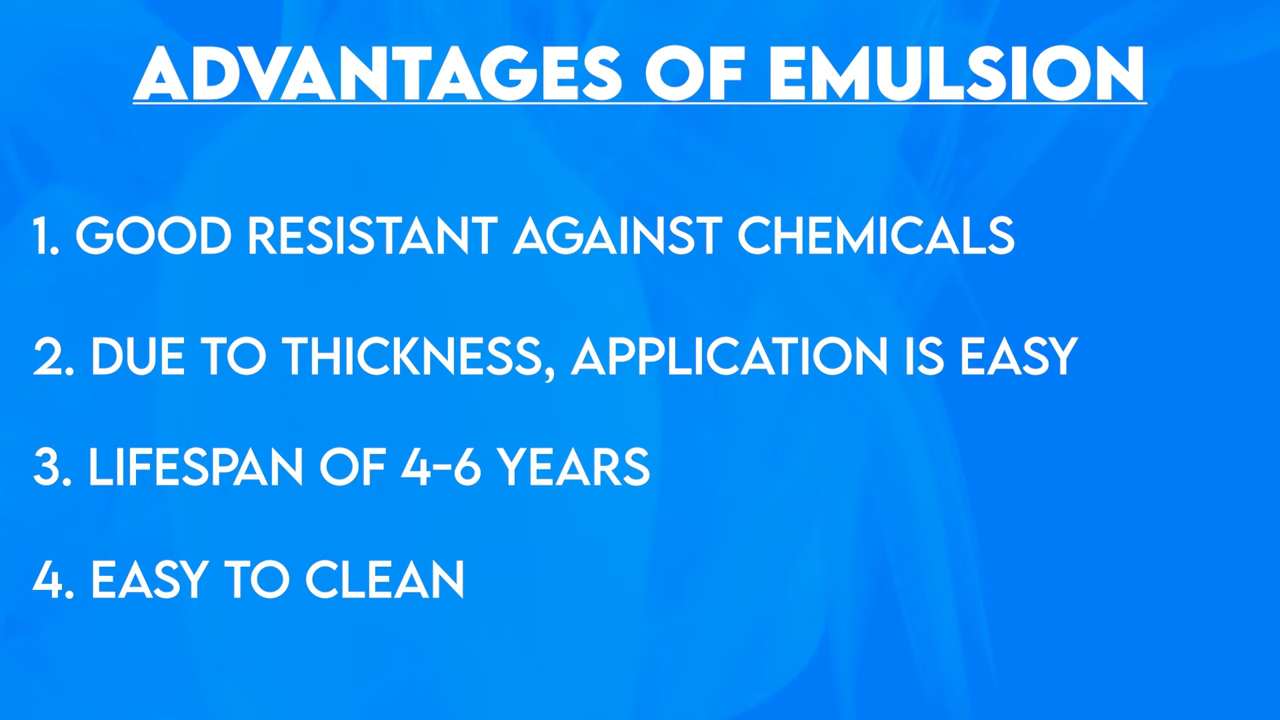 ADVANTAGES OF EMULSION
1. GOOD RESISTANT AGAINST CHEMICALS
2. DUE TO THICKNESS, APPLICATION IS EASY
3. LIFESPAN OF 4-6 YEARS
4. EASY TO CLEAN